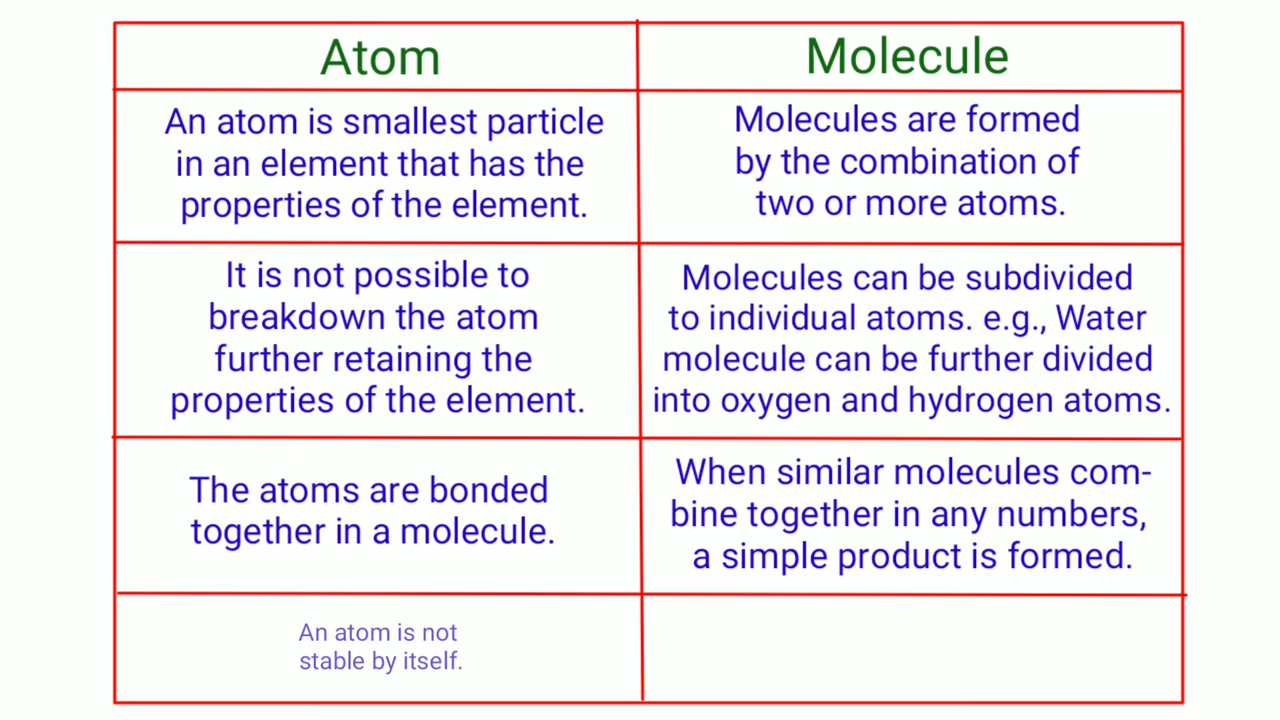 Atom
Molecule
An atom is smallest particle
in an element that has the
properties of the element.
Molecules are formed
by the combination of
two or more atoms.
It is not possible to
breakdown the atom
further retaining the
properties of the element.
Molecules can be subdivided
to individual atoms. e.g., Water
molecule can be further divided
into oxygen and hydrogen atoms.
The atoms are bonded
together in a molecule.
When similar molecules com-
bine together in any numbers,
a simple product is formed.
An atom is not
stable by itself.